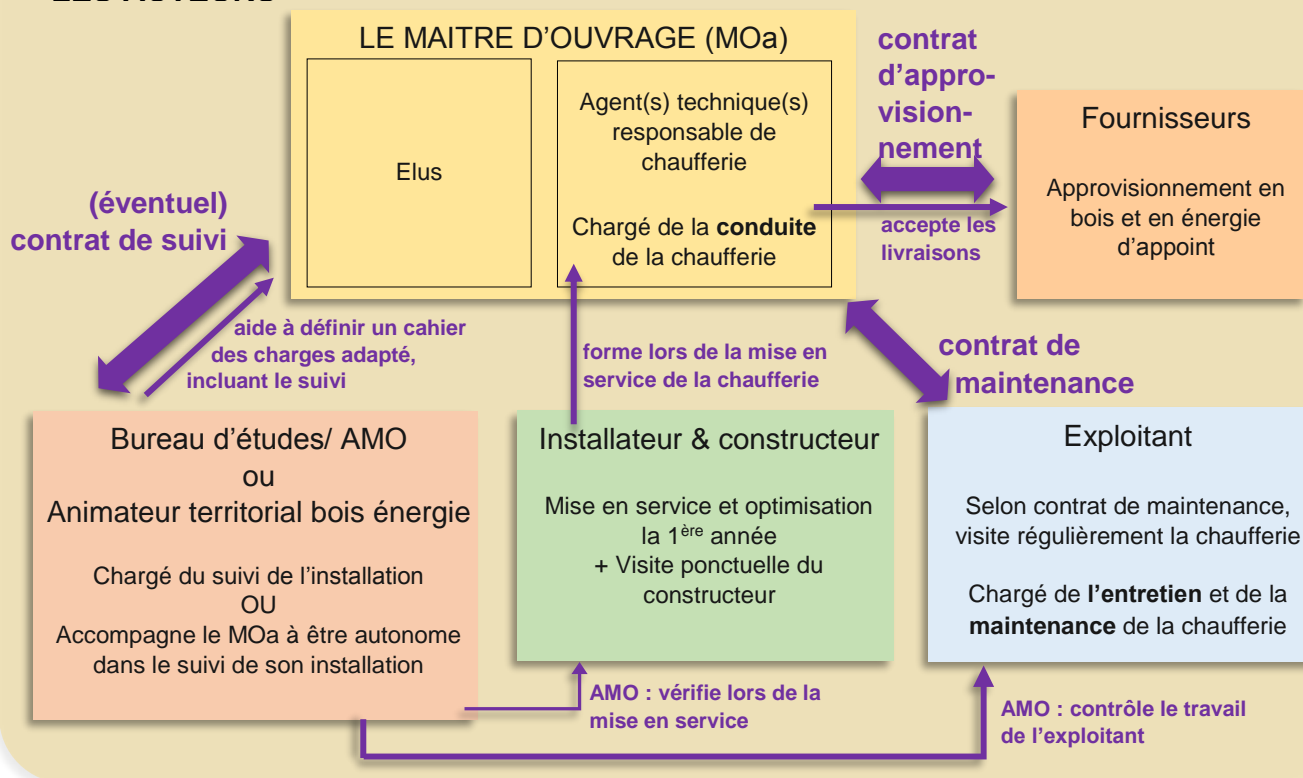 LES ACTEURS
LE MAITRE D'OUVRAGE (MOa)
Elus
Agent(s) technique(s)
responsable de
chaufferie
Chargé de la conduite
de la chaufferie
contrat
d'appro-
vision-
nement
accepte les
livraisons
Fournisseurs
Approvisionnement en
bois et en énergie
d'appoint
(éventuel)
contrat de suivi
aide à définir un cahier
des charges adapté,
incluant le suivi
forme lors de la mise en
service de la chaufferie
contrat de
maintenance
Bureau d'études/ AMO
ou
Animateur territorial bois énergie
Chargé du suivi de l'installation
OU
Accompagne le MOa à être autonome
dans le suivi de son installation
Installateur & constructeur
Mise en service et optimisation
la 1ère année
+ Visite ponctuelle du
constructeur
Exploitant
Selon contrat de maintenance,
visite régulièrement la chaufferie
Chargé de l'entretien et de la
maintenance de la chaufferie
AMO : vérifie lors de la
mise en service
AMO : contrôle le travail
de l'exploitant